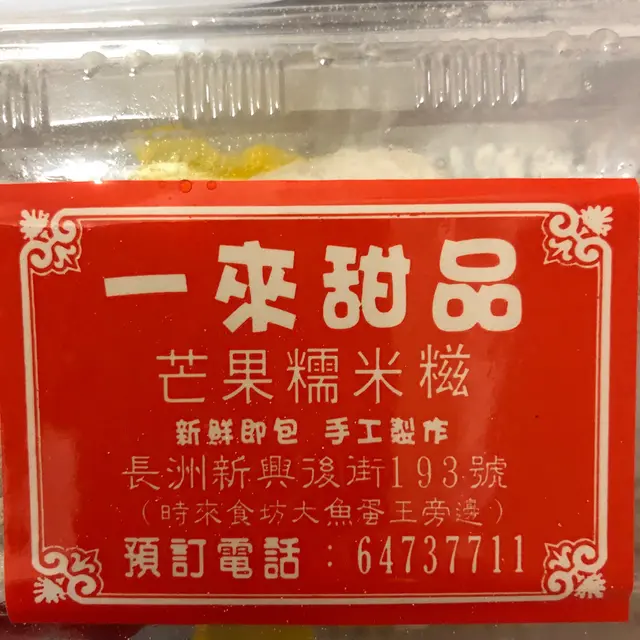 一來甜品
芒果糯米糍
新鮮即包 手工製作
長洲新興後街193號
（時來食坊大魚蛋王旁邊）
預訂電話：64737711